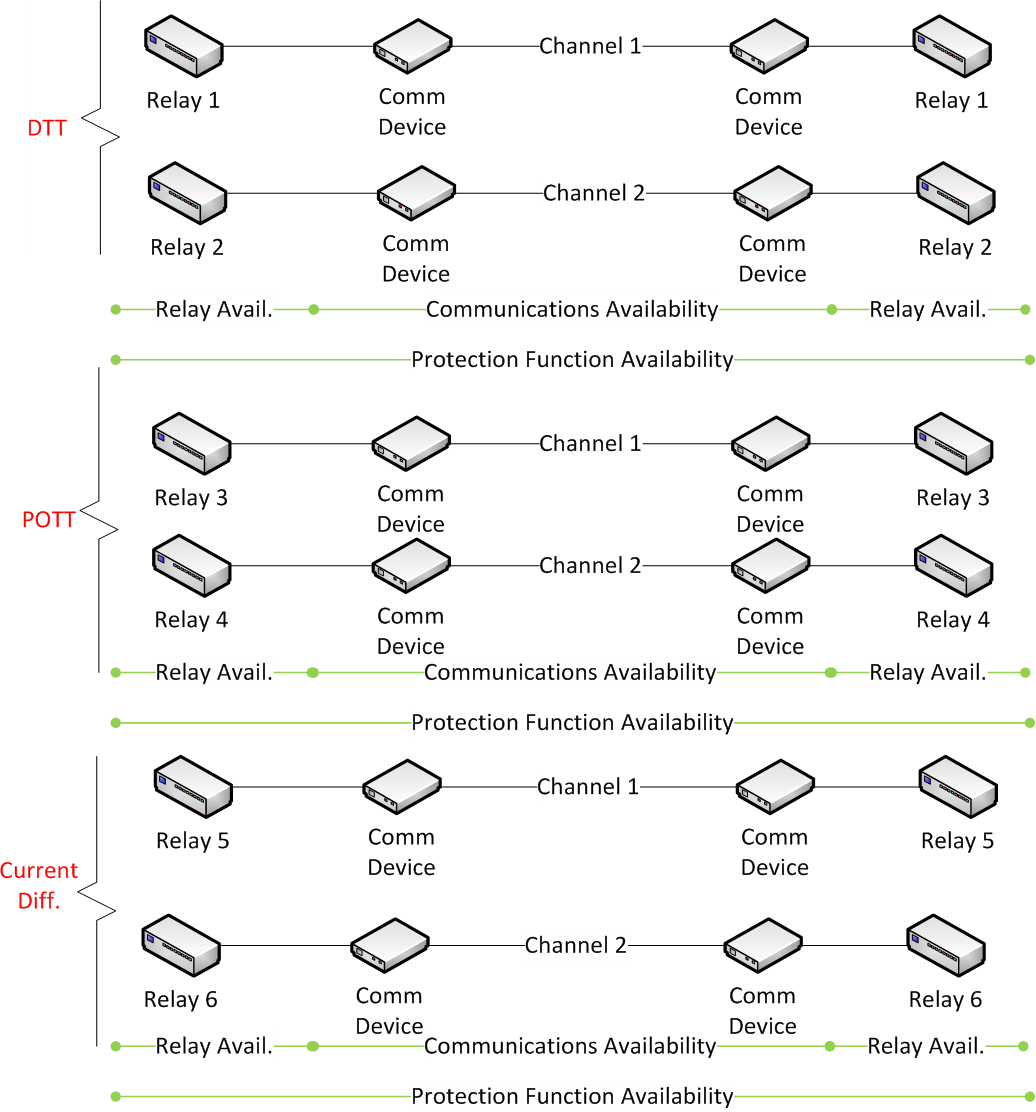 Channel 1
Relay 1
Comm
Device
Comm
Device
Relay 1
DTT
Channel 2
Relay 2
Comm
Device
Comm
Device
Relay 2
Relay Avail.
Communications Availability
Relay Avail.
Protection Function Availability
Channel 1
Relay 3
Comm
Device
Comm
Device
Relay 3
POTT
Channel 2
Relay 4
Comm
Device
Comm
Device
Relay 4
Relay Avail.
Communications Availability
Relay Avail.
Protection Function Availability
Channel 1
Relay 5
Comm
Device
Comm
Device
Relay 5
Current
Diff.
Channel 2
Relay 6
Comm
Device
Comm
Device
Relay 6
Relay Avail.
Communications Availability
Relay Avail.
Protection Function Availability